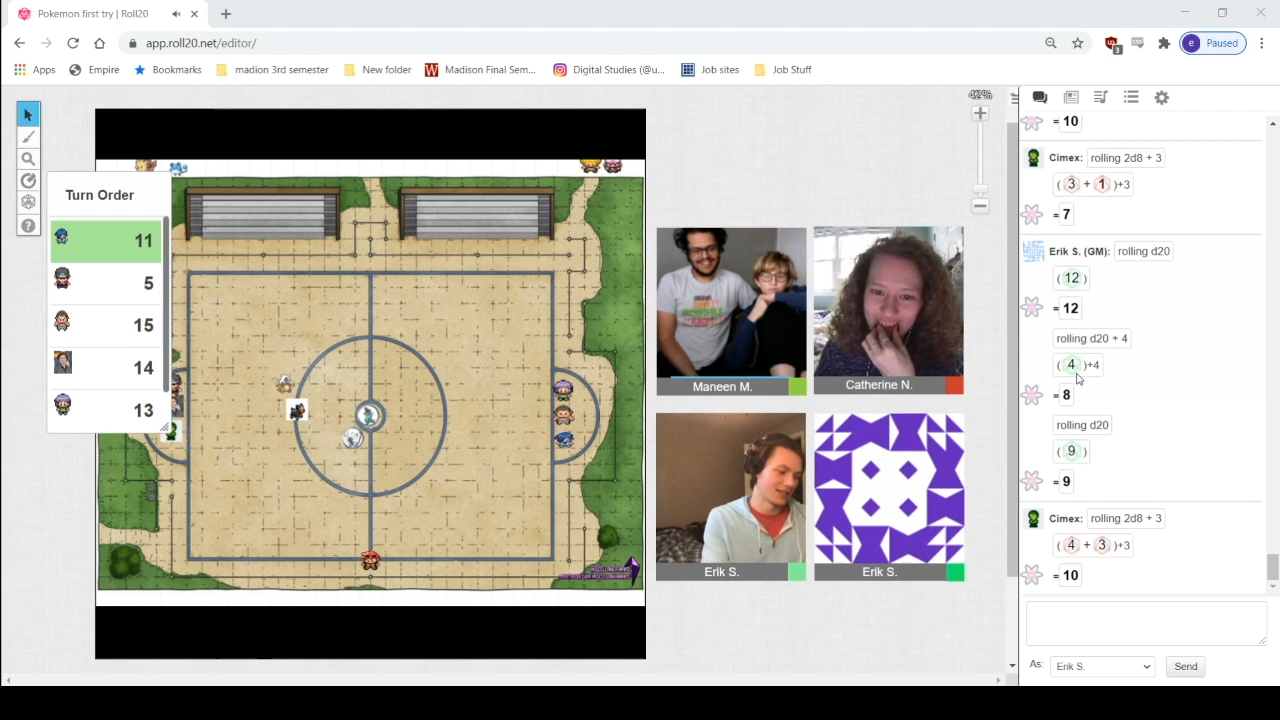 Pokemon first try | Roll20
app.roll20.net/editor/
3
e Paused
Apps Empire Bookmarks madion 3rd semester New folder Madison Final Sem... Digital Studies (@u... Job sites Job Stuff
42%
Turn Order
11
5
15
14
13
Maneen M.
Catherine N.
Erik S.
Erik S.
= 10
Cimex: rolling 2d8 + 3
( 3 + 1 )+3
= 7
Erik S. (GM): rolling d20
( 12 )
= 12
rolling d20 + 4
( 4 )+4
= 8
rolling d20
( 9 )
= 9
Cimex: rolling 2d8 + 3
( 4 + 3 )+3
= 10
As: Erik S. Send